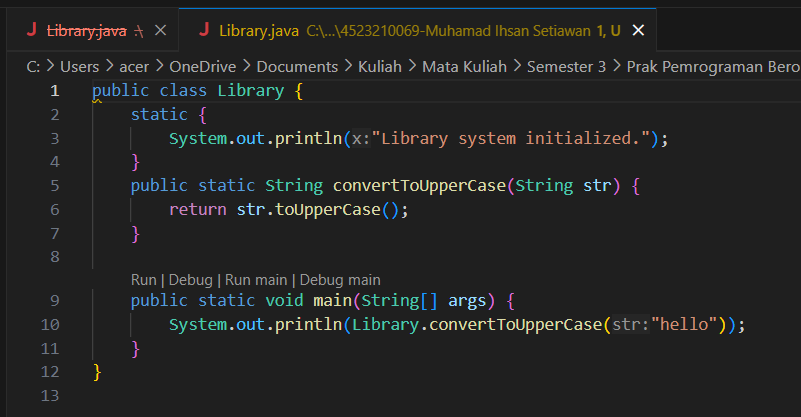 J Library.java .\ × J Library.java C:\...\4523210069-Muhamad Ihsan Setiawan 1, U ×
C: > Users > acer > OneDrive > Documents > Kuliah > Mata Kuliah > Semester 3 > Prak Pemrograman Bero
1 public class Library {
2     static {
3         System.out.println(x:"Library system initialized.");
4     }
5     public static String convertToUpperCase(String str) {
6         return str.toUpperCase();
7     }
8
Run | Debug | Run main | Debug main
9     public static void main(String[] args) {
10         System.out.println(Library.convertToUpperCase(str:"hello"));
11     }
12 }
13